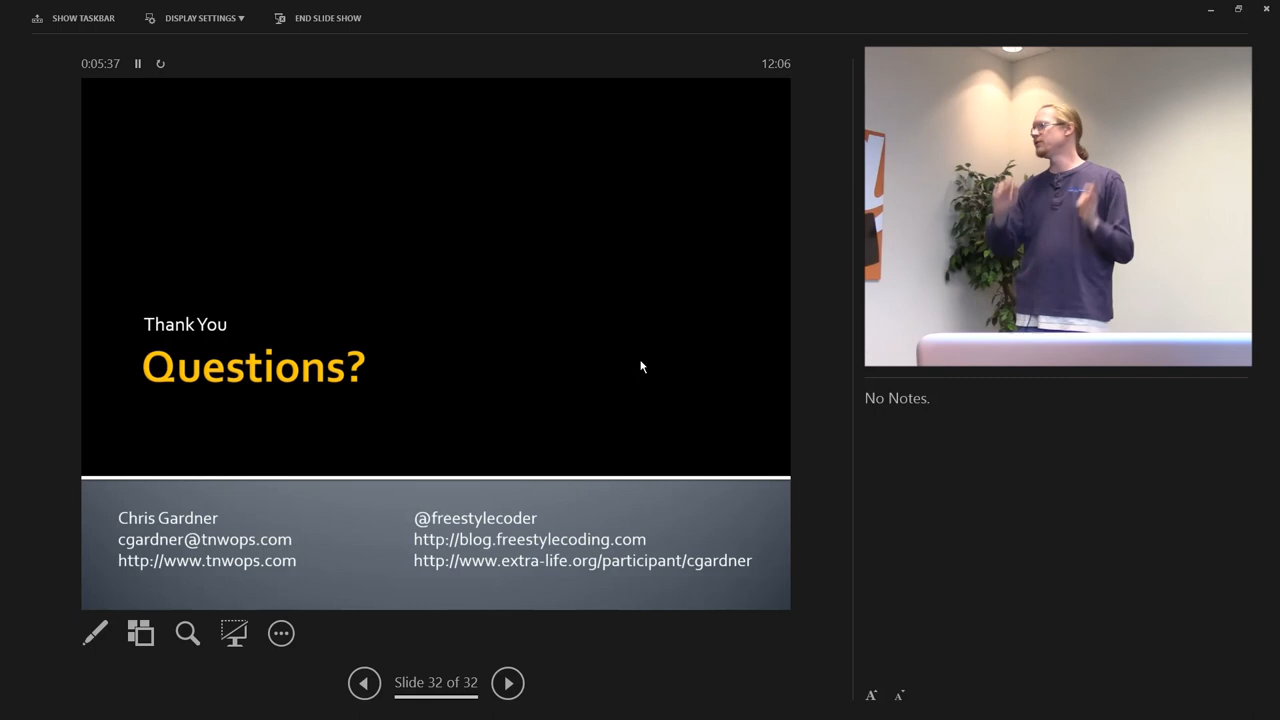 SHOW TASKBAR
DISPLAY SETTINGS ▼
END SLIDE SHOW
0:05:37
12:06
Thank You
Questions?
Chris Gardner
cgardner@tnwops.com
http://www.tnwops.com
@freestylecoder
http://blog.freestylecoding.com
http://www.extra-life.org/participant/cgardner
No Notes.
Slide 32 of 32
A A